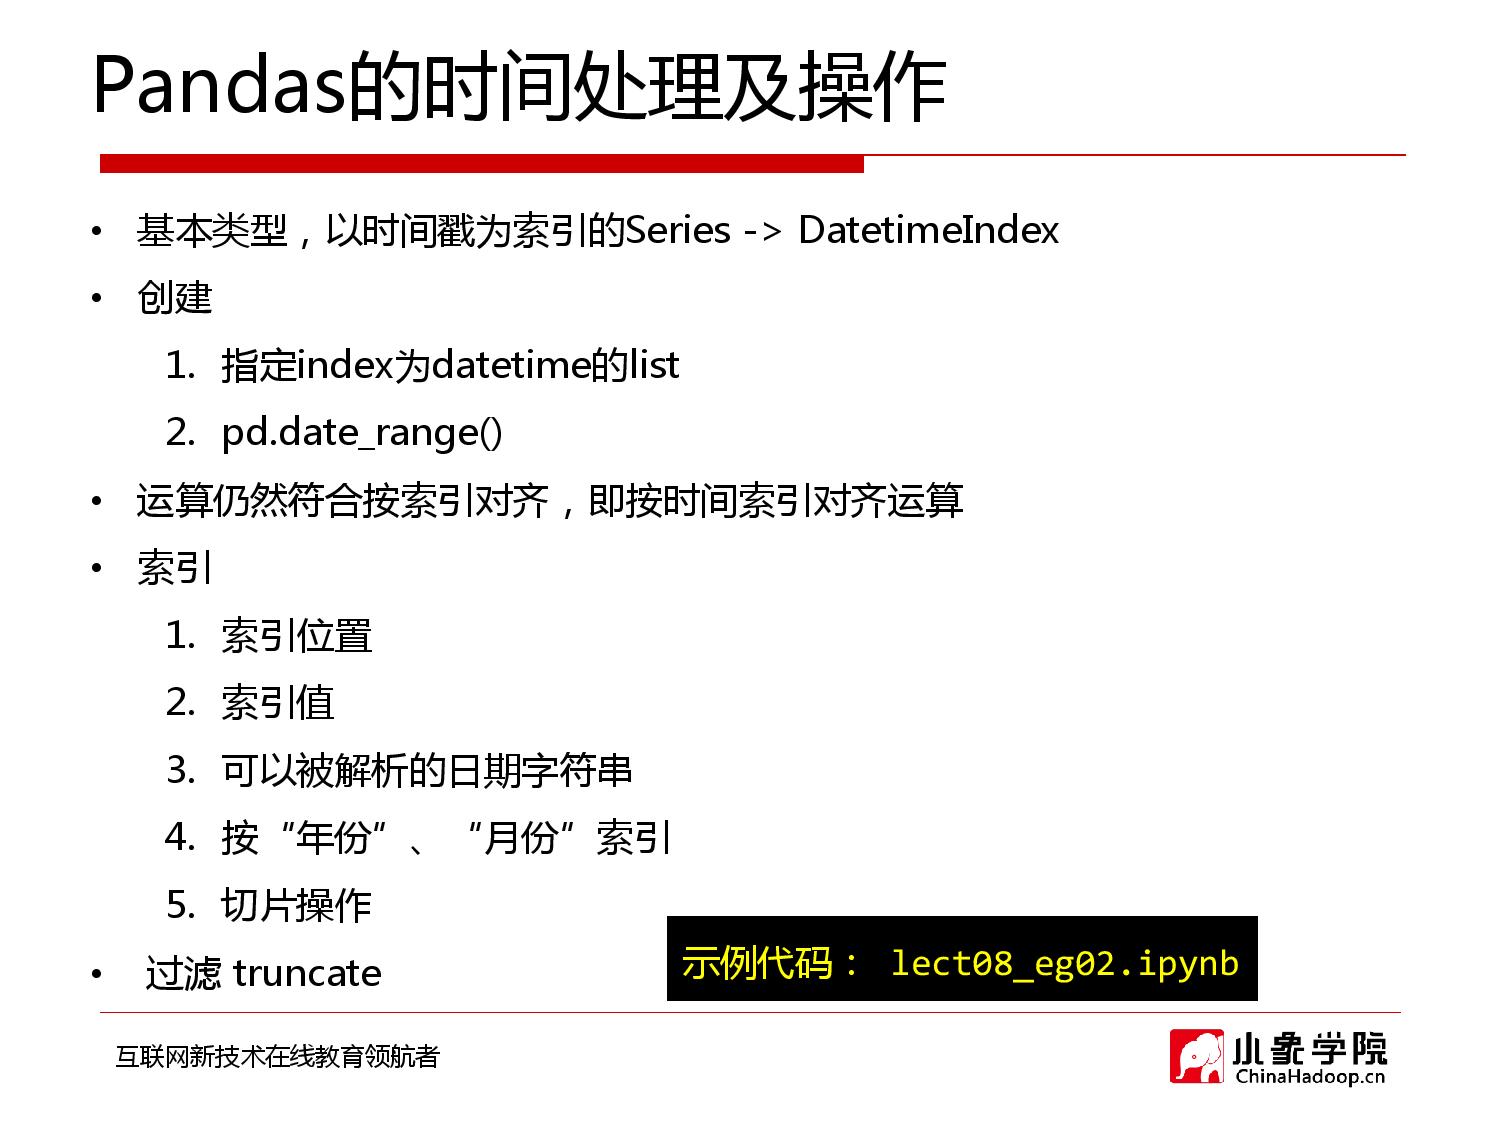 Pandas的时间处理及操作
• 基本类型，以时间戳为索引的Series -> DatetimeIndex
• 创建
1. 指定index为datetime的list
2. pd.date_range()
• 运算仍然符合按索引对齐，即按时间索引对齐运算
• 索引
1. 索引位置
2. 索引值
3. 可以被解析的日期字符串
4. 按“年份”、“月份”索引
5. 切片操作
• 过滤 truncate
示例代码： lect08_eg02.ipynb
互联网新技术在线教育领航者
小象学院
ChinaHadoop.cn